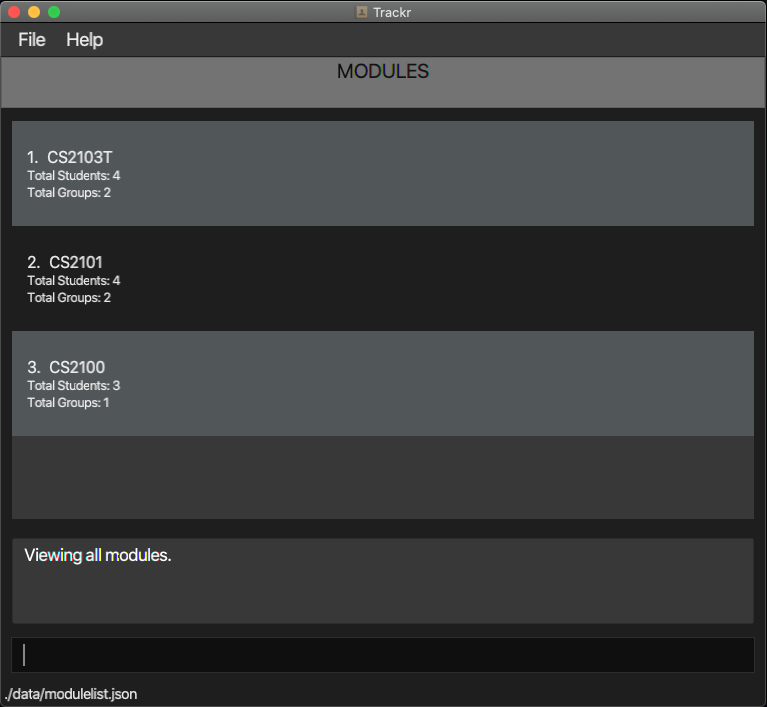 Trackr
File Help
MODULES
1. CS2103T
Total Students: 4
Total Groups: 2
2. CS2101
Total Students: 4
Total Groups: 2
3. CS2100
Total Students: 3
Total Groups: 1
Viewing all modules.
./data/modulelist.json